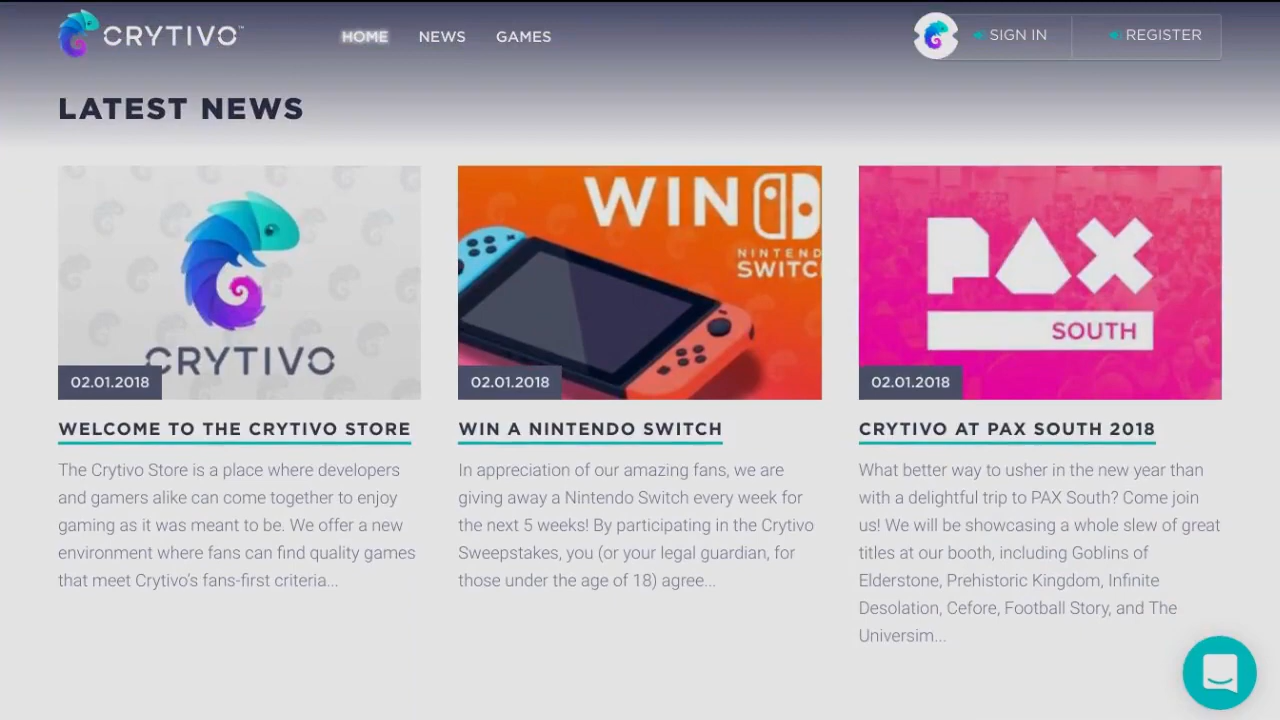 CRYTIVO™
HOME NEWS GAMES
SIGN IN REGISTER
LATEST NEWS
CRYTIVO
02.01.2018
WIN
NINTEND
SWITC
02.01.2018
PAX
SOUTH
02.01.2018
WELCOME TO THE CRYTIVO STORE
The Crytivo Store is a place where developers
and gamers alike can come together to enjoy
gaming as it was meant to be. We offer a new
environment where fans can find quality games
that meet Crytivo's fans-first criteria...
WIN A NINTENDO SWITCH
In appreciation of our amazing fans, we are
giving away a Nintendo Switch every week for
the next 5 weeks! By participating in the Crytivo
Sweepstakes, you (or your legal guardian, for
those under the age of 18) agree...
CRYTIVO AT PAX SOUTH 2018
What better way to usher in the new year than
with a delightful trip to PAX South? Come join
us! We will be showcasing a whole slew of great
titles at our booth, including Goblins of
Elderstone, Prehistoric Kingdom, Infinite
Desolation, Cefore, Football Story, and The
Universim...